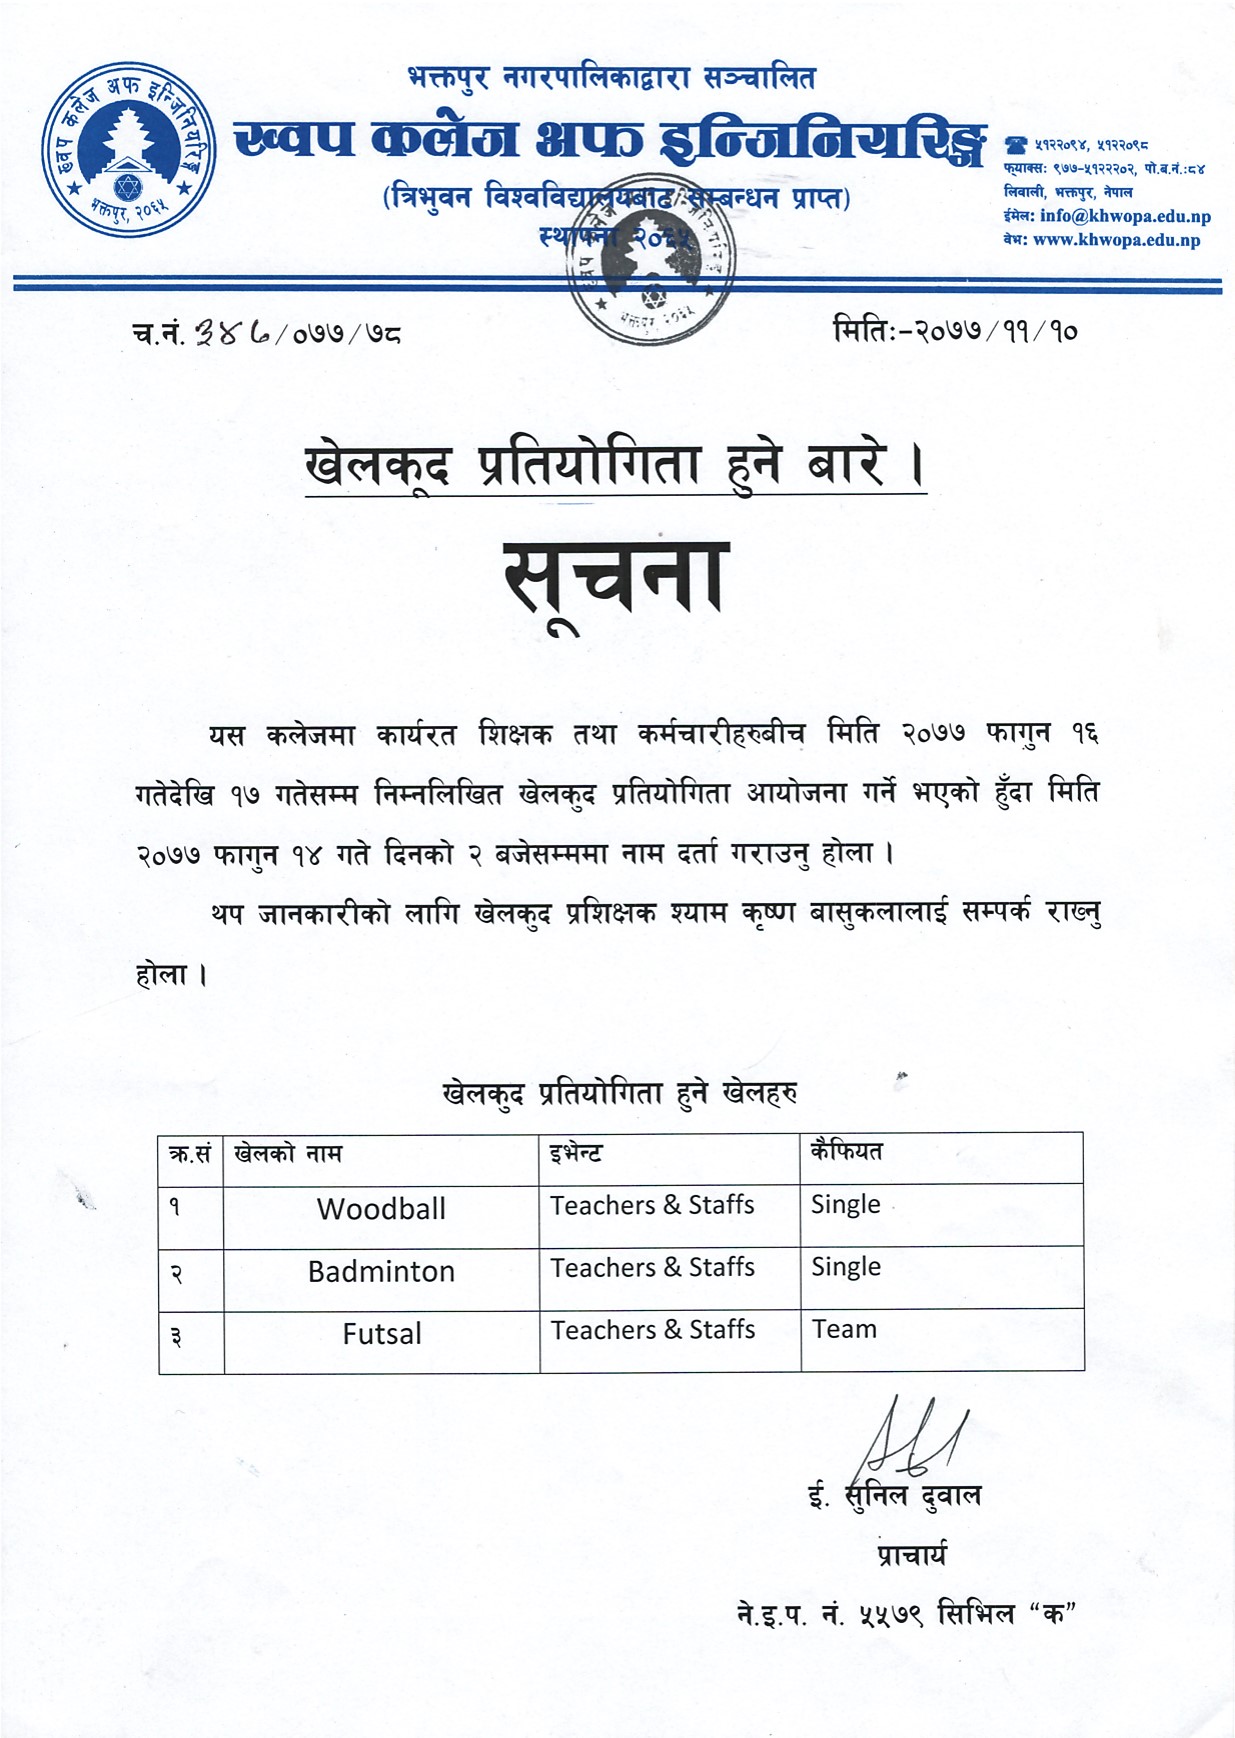 भक्तपुर नगरपालिकाद्वारा सञ्चालित
ख्वप कलेज अफ इन्जिनियरिङ्ग
(त्रिभुवन विश्वविद्यालयबाट सम्बन्धन प्राप्त)
स्थापना २०६५
ख्वप कलेज अफ इन्जिनियरिङ्ग
भक्तपुर, २०६५
☎ ५१२२०९४, ५१२२०९८
फ्याक्सः ९७७-५१२२२०२, पो.ब.नं.:८४
लिवाली, भक्तपुर, नेपाल
ईमेल: info@khwopa.edu.np
वेभ: www.khwopa.edu.np
च.नं. ३४६/०७७/७८
मितिः-२०७७/११/१०
खेलकूद प्रतियोगिता हुने बारे ।
सूचना
यस कलेजमा कार्यरत शिक्षक तथा कर्मचारीहरुबीच मिति २०७७ फागुन १६
गतेदेखि १७ गतेसम्म निम्नलिखित खेलकुद प्रतियोगिता आयोजना गर्ने भएको हुँदा मिति
२०७७ फागुन १४ गते दिनको २ बजेसम्ममा नाम दर्ता गराउनु होला ।
थप जानकारीको लागि खेलकुद प्रशिक्षक श्याम कृष्ण बासुकलालाई सम्पर्क राख्नु
होला ।
खेलकुद प्रतियोगिता हुने खेलहरु
क्र.सं खेलको नाम इभेन्ट कैफियत
१ Woodball Teachers & Staffs Single
२ Badminton Teachers & Staffs Single
३ Futsal Teachers & Staffs Team
ई. सुनिल दुवाल
प्राचार्य
ने.इ.प. नं. ५५७९ सिभिल “क”